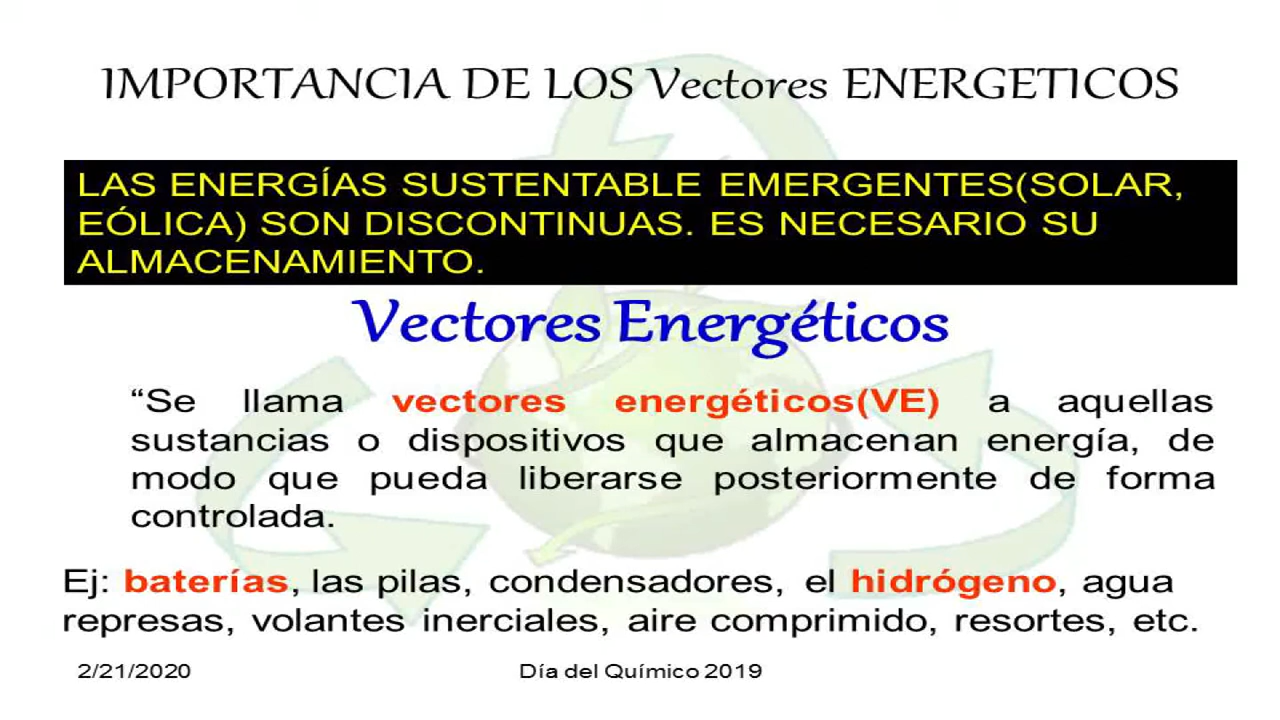 IMPORTANCIA DE LOS Vectores ENERGETICOS
LAS ENERGÍAS SUSTENTABLE EMERGENTES(SOLAR,
EÓLICA) SON DISCONTINUAS. ES NECESARIO SU
ALMACENAMIENTO.
Vectores Energéticos
“Se llama vectores energéticos(VE) a aquellas
sustancias o dispositivos que almacenan energía, de
modo que pueda liberarse posteriormente de forma
controlada.
Ej: baterías, las pilas, condensadores, el hidrógeno, agua
represas, volantes inerciales, aire comprimido, resortes, etc.
2/21/2020 Día del Químico 2019